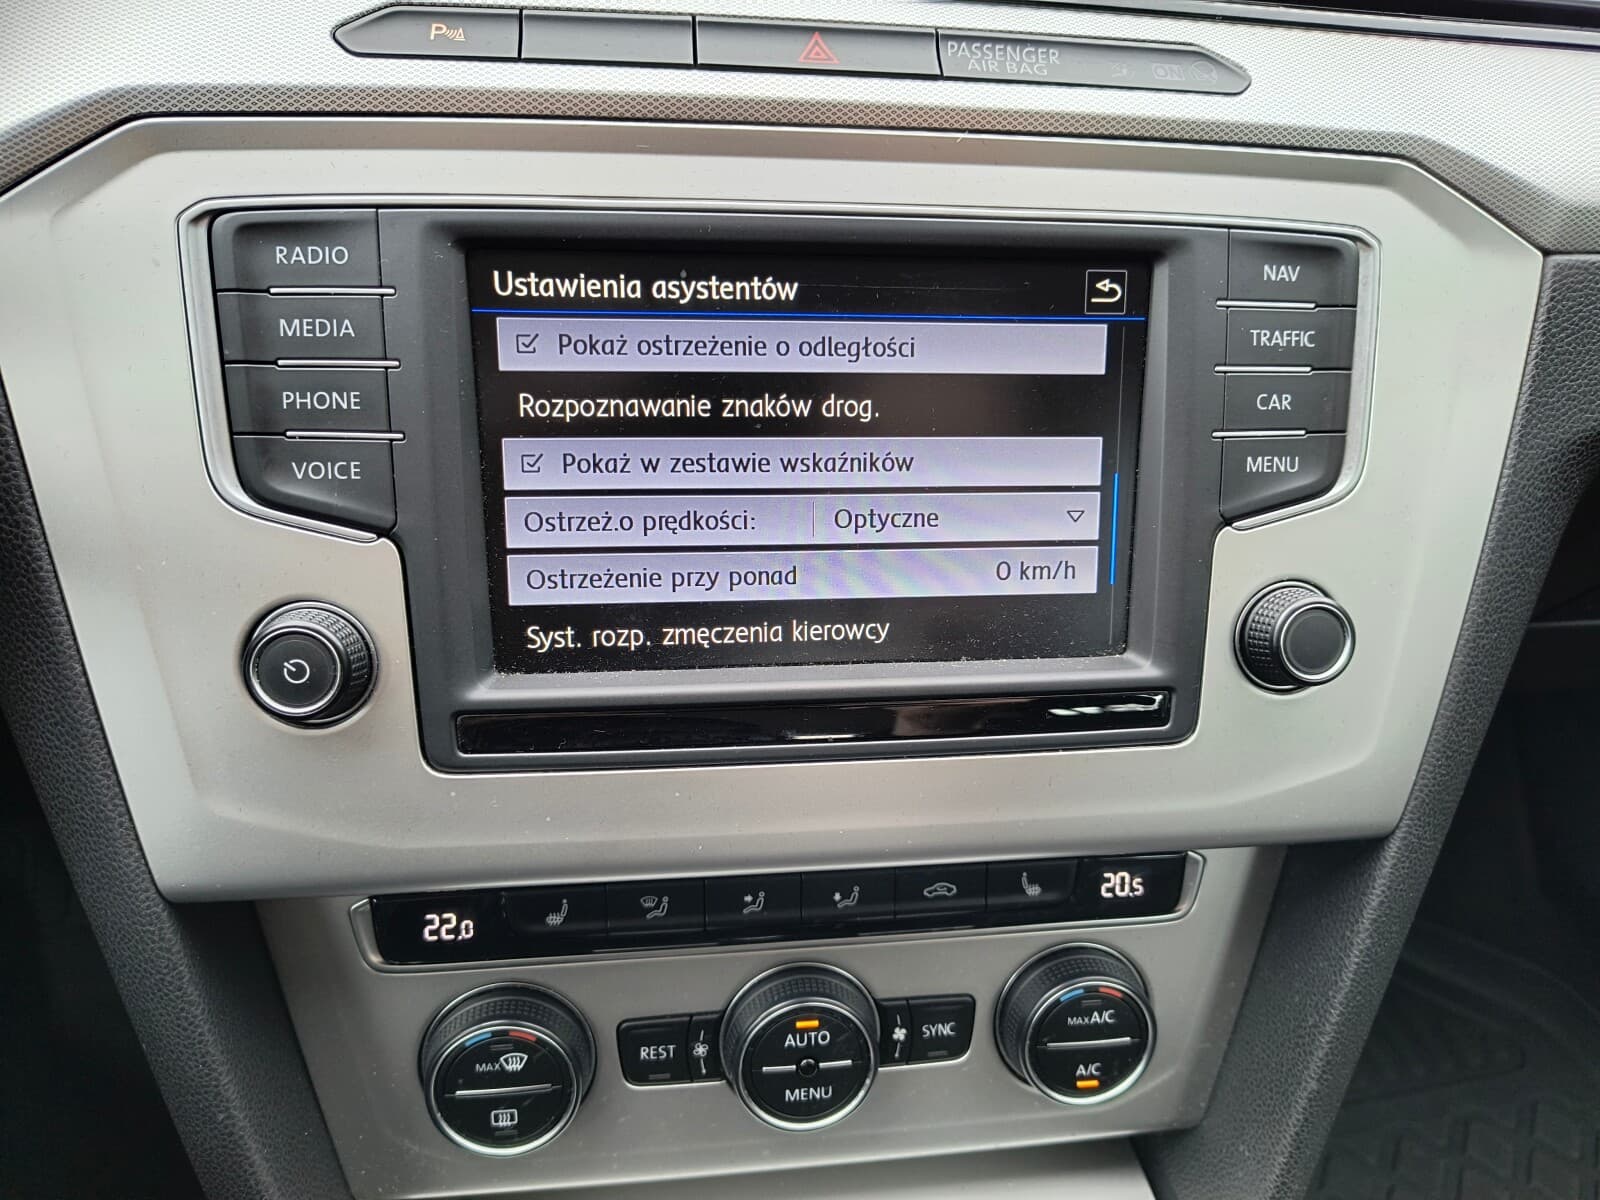 P
PASSENGER
AIR BAG
ON
RADIO
MEDIA
PHONE
VOICE
Ustawienia asystentów
Pokaż ostrzeżenie o odległości
Rozpoznawanie znaków drog.
Pokaż w zestawie wskaźników
Ostrzeż.o prędkości: Optyczne
Ostrzeżenie przy ponad 0 km/h
Syst. rozp. zmęczenia kierowcy
NAV
TRAFFIC
CAR
MENU
22.0
20.5
MAX
REST
AUTO
MENU
SYNC
MAX A/C
A/C